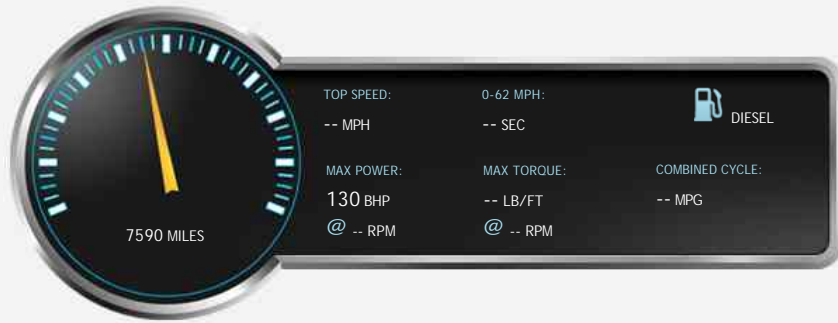 TOP SPEED:
-- MPH
0-62 MPH:
-- SEC
DIESEL
MAX POWER:
130 BHP
@ -- RPM
MAX TORQUE:
-- LB/FT
@ -- RPM
COMBINED CYCLE:
-- MPG
7590 MILES